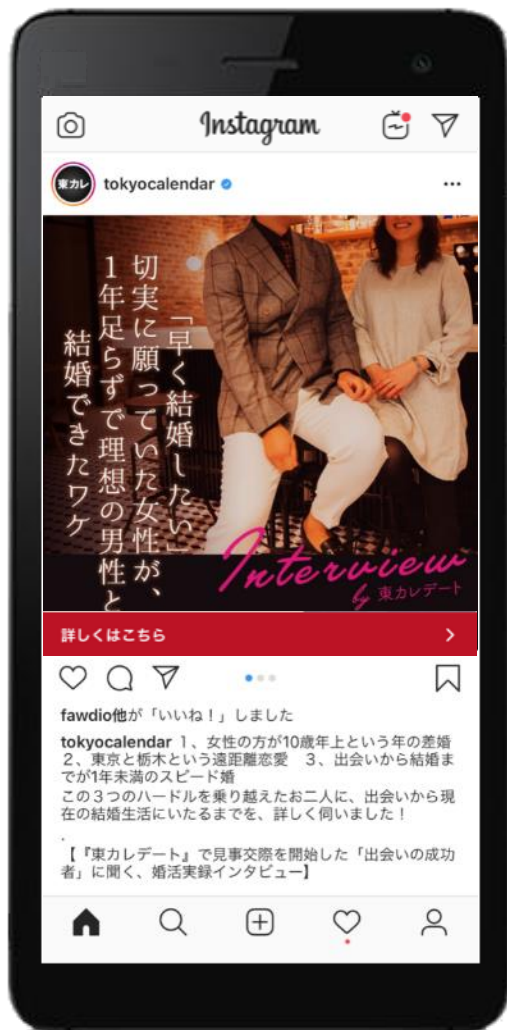 Instagram
東カレ
tokyocalendar
「早く結婚したい」
切実に願っていた女性が、
1年足らずで理想の男性と
結婚できたワケ
Interview
by 東カレデート
詳しくはこちら
fawdio他が「いいね！」しました
tokyocalendar １、女性の方が10歳年上という年の差婚
２、東京と栃木という遠距離恋愛　３、出会いから結婚ま
でが1年未満のスピード婚
この３つのハードルを乗り越えたお二人に、出会いから現
在の結婚生活にいたるまでを、詳しく伺いました！
.
【『東カレデート』で見事交際を開始した「出会いの成功
者」に聞く、婚活実録インタビュー】